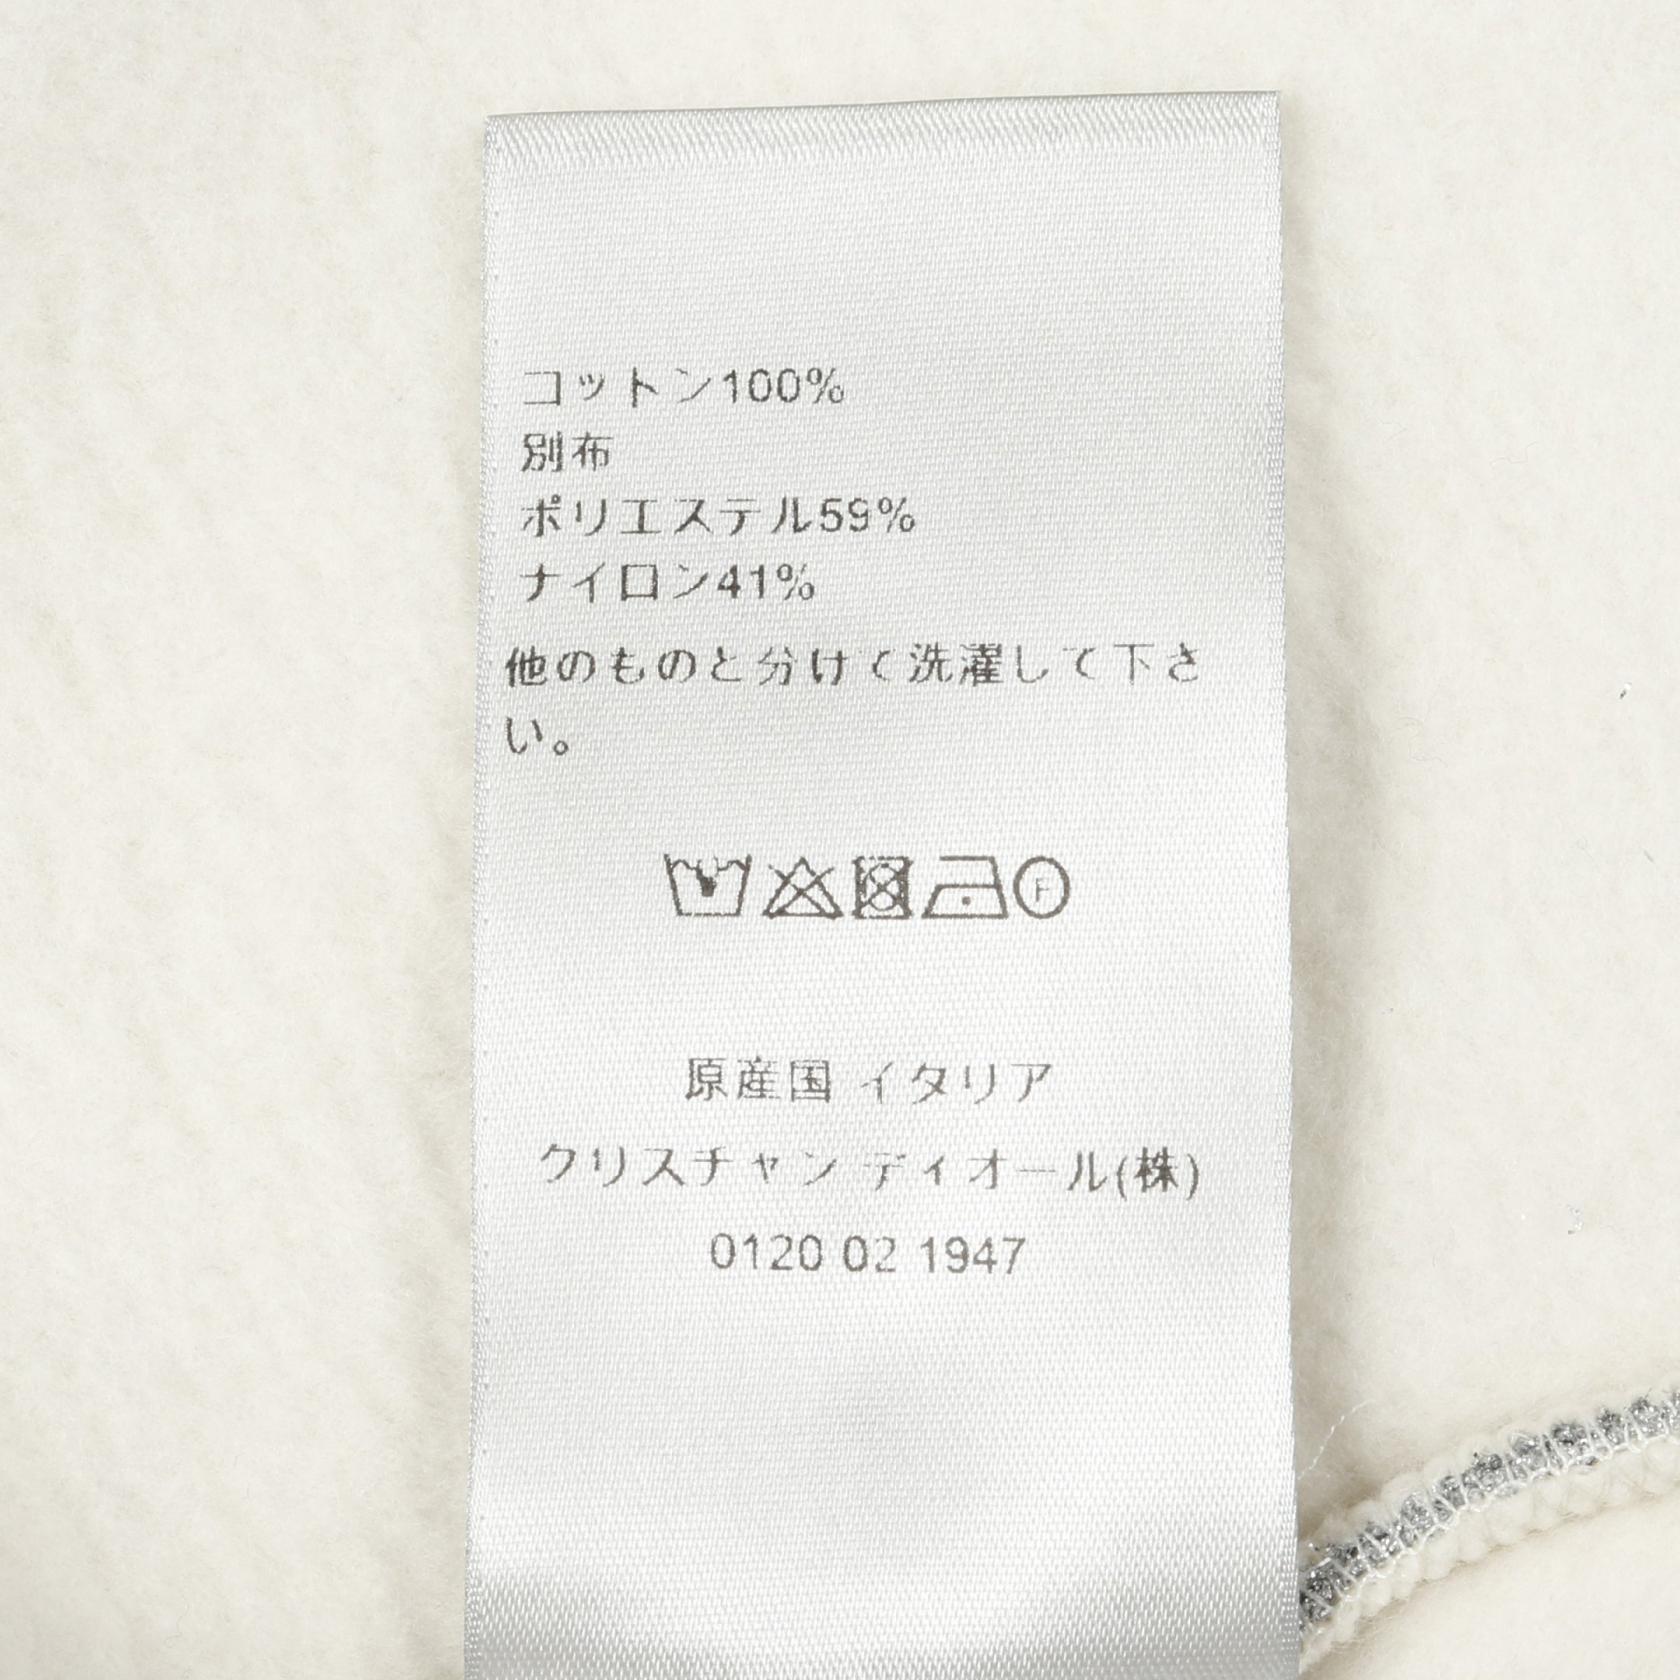 コットン100%
別布
ポリエステル59%
ナイロン41%
他のものと分けて洗濯して下さ
い。
F
原産国 イタリア
クリスチャン ディオール(株)
0120 02 1947